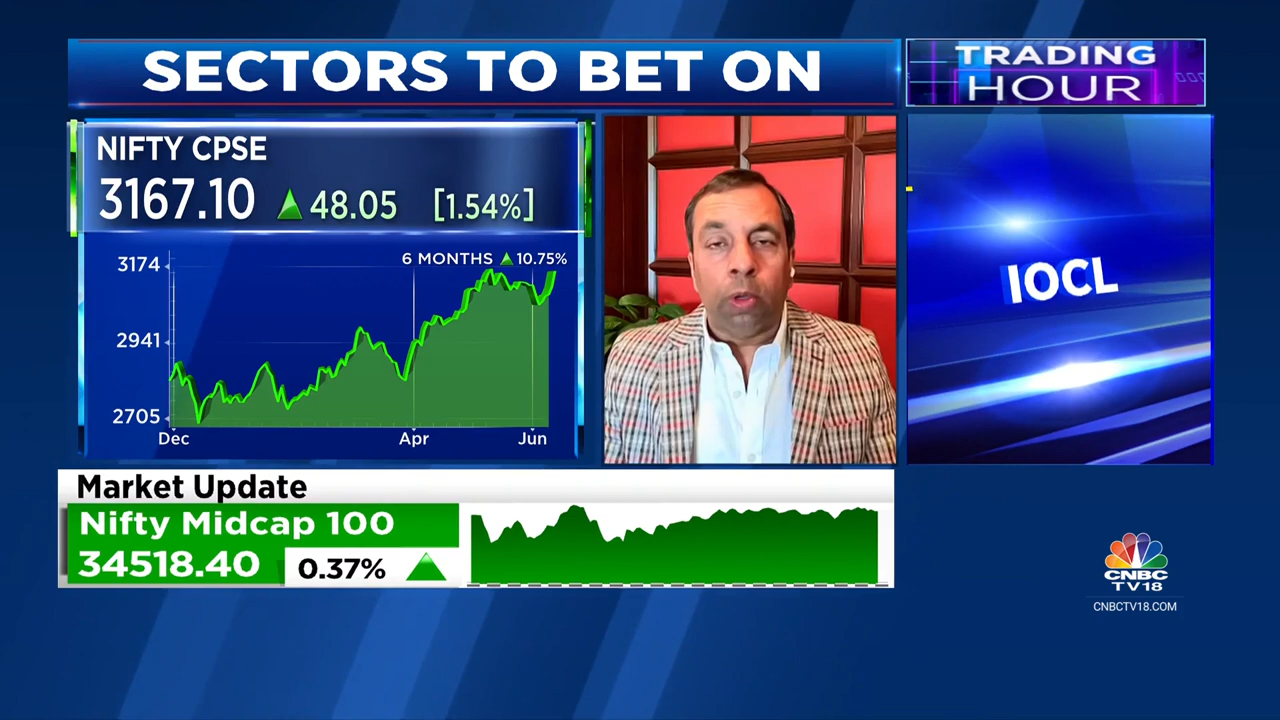 SECTORS TO BET ON
TRADING
HOUR
NIFTY CPSE
3167.10 ▲ 48.05 [1.54%]
6 MONTHS ▲ 10.75%
3174
2941
2705
Dec Apr Jun
IOCL
Market Update
Nifty Midcap 100
34518.40 0.37% ▲
CNBC
TV18
CNBCTV18.COM